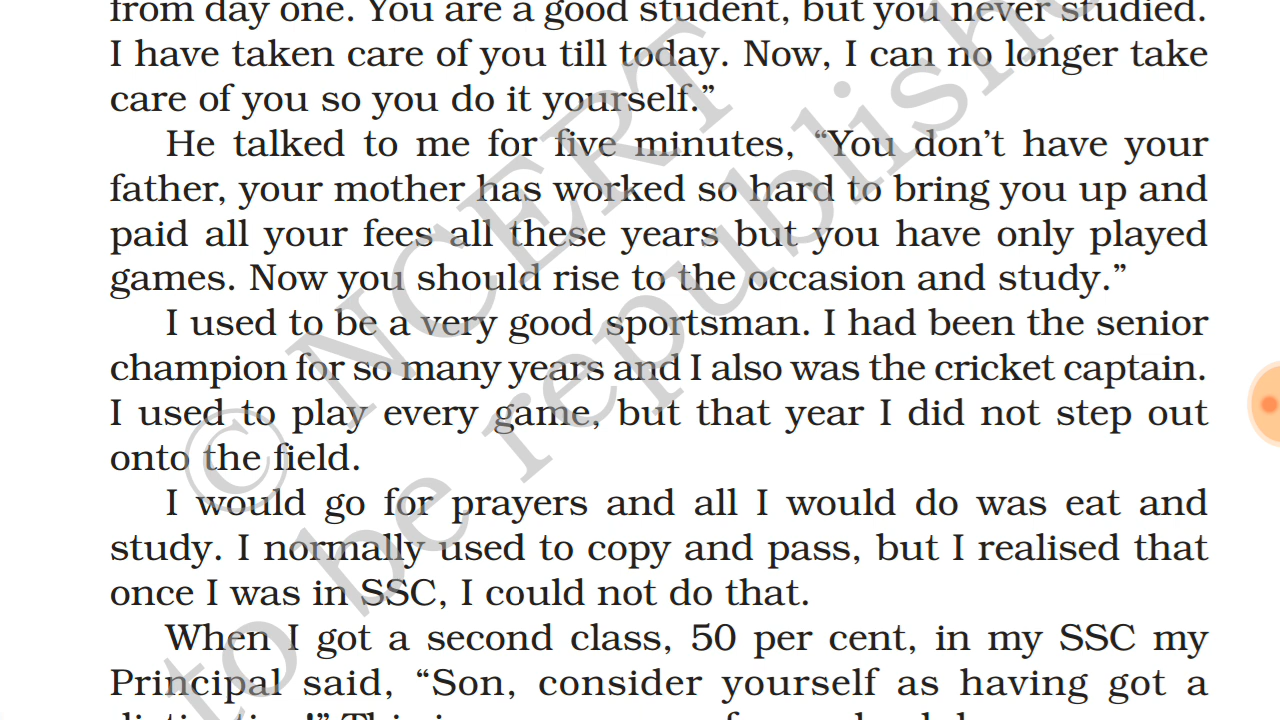 from day one. You are a good student, but you never studied.
I have taken care of you till today. Now, I can no longer take
care of you so you do it yourself.”
He talked to me for five minutes, “You don’t have your
father, your mother has worked so hard to bring you up and
paid all your fees all these years but you have only played
games. Now you should rise to the occasion and study.”
I used to be a very good sportsman. I had been the senior
champion for so many years and I also was the cricket captain.
I used to play every game, but that year I did not step out
onto the field.
I would go for prayers and all I would do was eat and
study. I normally used to copy and pass, but I realised that
once I was in SSC, I could not do that.
When I got a second class, 50 per cent, in my SSC my
Principal said, “Son, consider yourself as having got a
© NCERT
to be republish